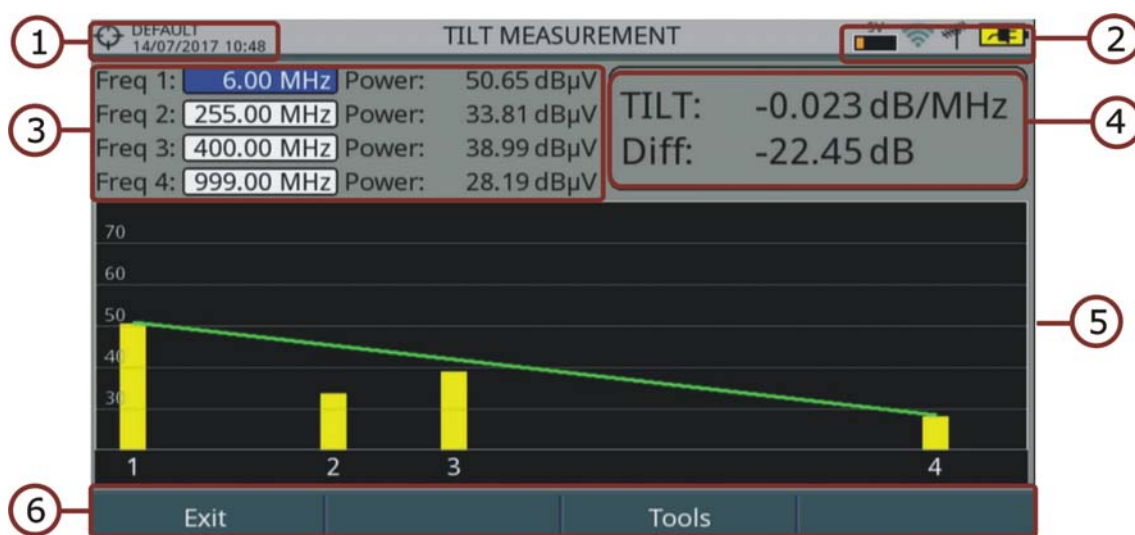 1
DEFAULT
14/07/2017 10:48
TILT MEASUREMENT
5V
2
3
Freq 1: 6.00 MHz Power: 50.65 dBµV
Freq 2: 255.00 MHz Power: 33.81 dBµV
Freq 3: 400.00 MHz Power: 38.99 dBµV
Freq 4: 999.00 MHz Power: 28.19 dBµV
TILT: -0.023 dB/MHz
Diff: -22.45 dB
4
70
60
50
40
30
5
1 2 3 4
6
Exit Tools